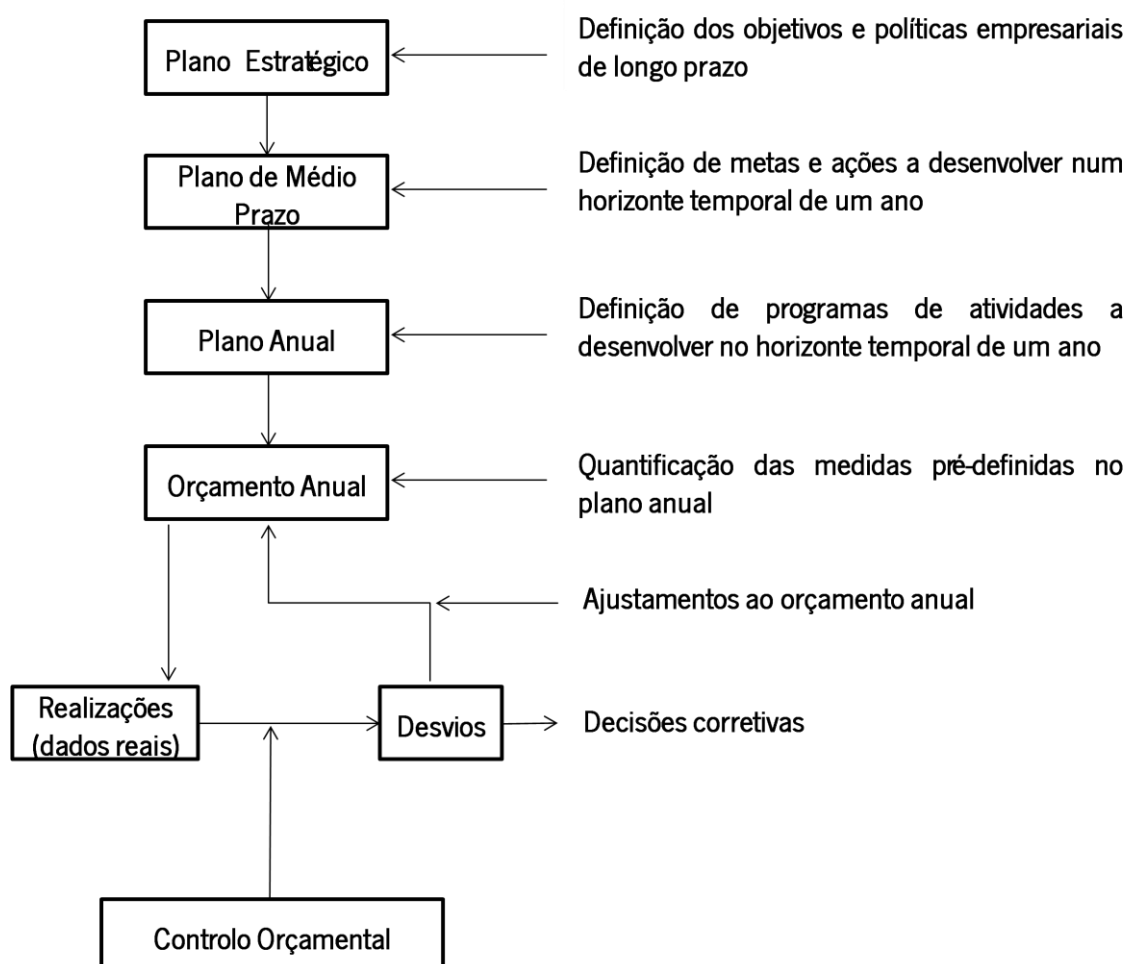 Plano Estratégico
Definição dos objetivos e políticas empresariais
de longo prazo
Plano de Médio
Prazo
Definição de metas e ações a desenvolver num
horizonte temporal de um ano
Plano Anual
Definição de programas de atividades a
desenvolver no horizonte temporal de um ano
Orçamento Anual
Quantificação das medidas pré-definidas no
plano anual
Ajustamentos ao orçamento anual
Realizações
(dados reais)
Desvios
Decisões corretivas
Controlo Orçamental